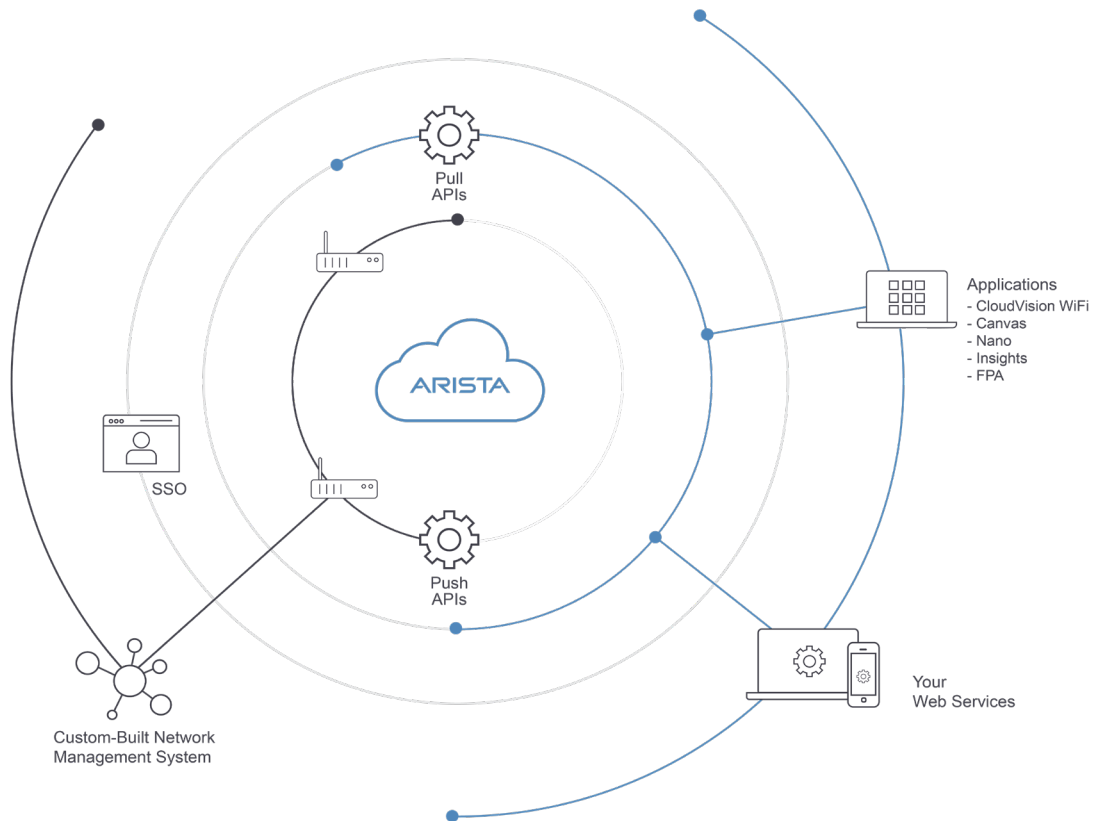 Pull
APIs
ARISTA
Applications
- CloudVision WiFi
- Canvas
- Nano
- Insights
- FPA
SSO
Push
APIs
Your
Web Services
Custom-Built Network
Management System